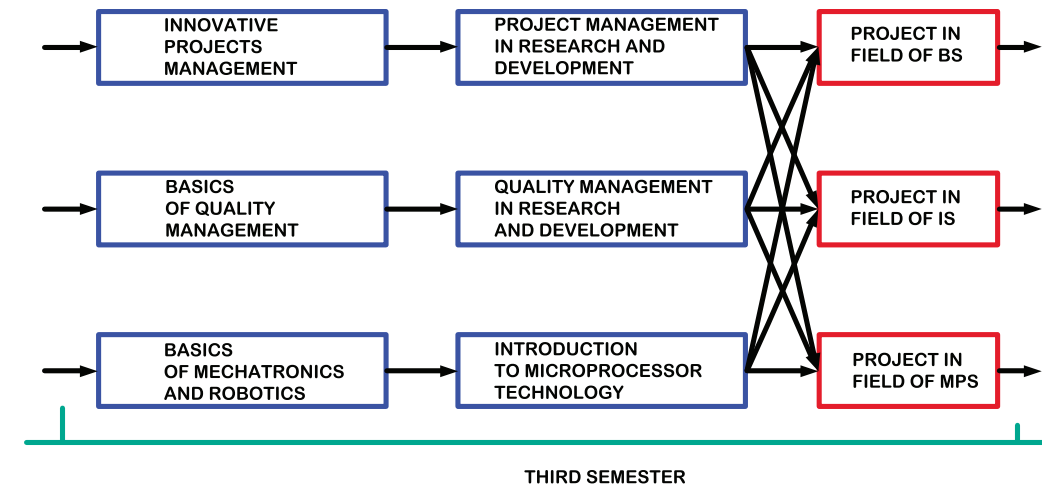 INNOVATIVE
PROJECTS
MANAGEMENT
PROJECT MANAGEMENT
IN RESEARCH AND
DEVELOPMENT
PROJECT IN
FIELD OF BS
BASICS
OF QUALITY
MANAGEMENT
QUALITY MANAGEMENT
IN RESEARCH
AND DEVELOPMENT
PROJECT IN
FIELD OF IS
BASICS
OF MECHATRONICS
AND ROBOTICS
INTRODUCTION
TO MICROPROCESSOR
TECHNOLOGY
PROJECT IN
FIELD OF MPS
THIRD SEMESTER